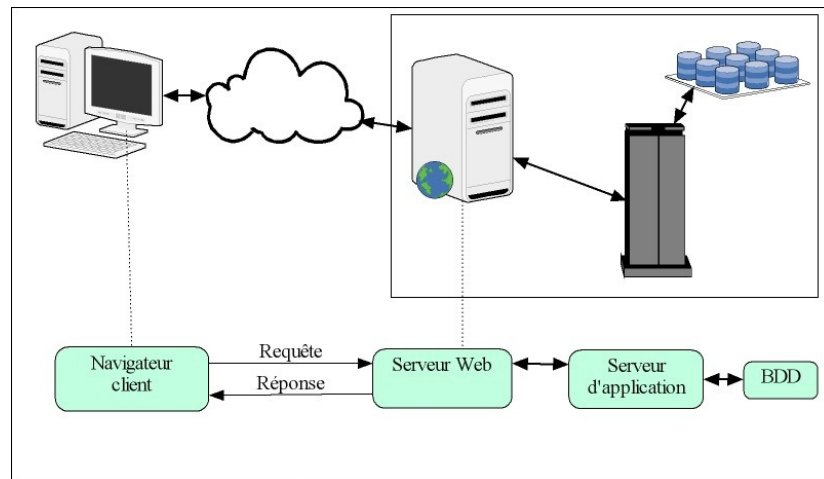 Navigateur
client
Requête
Réponse
Serveur Web
Serveur
d'application
BDD